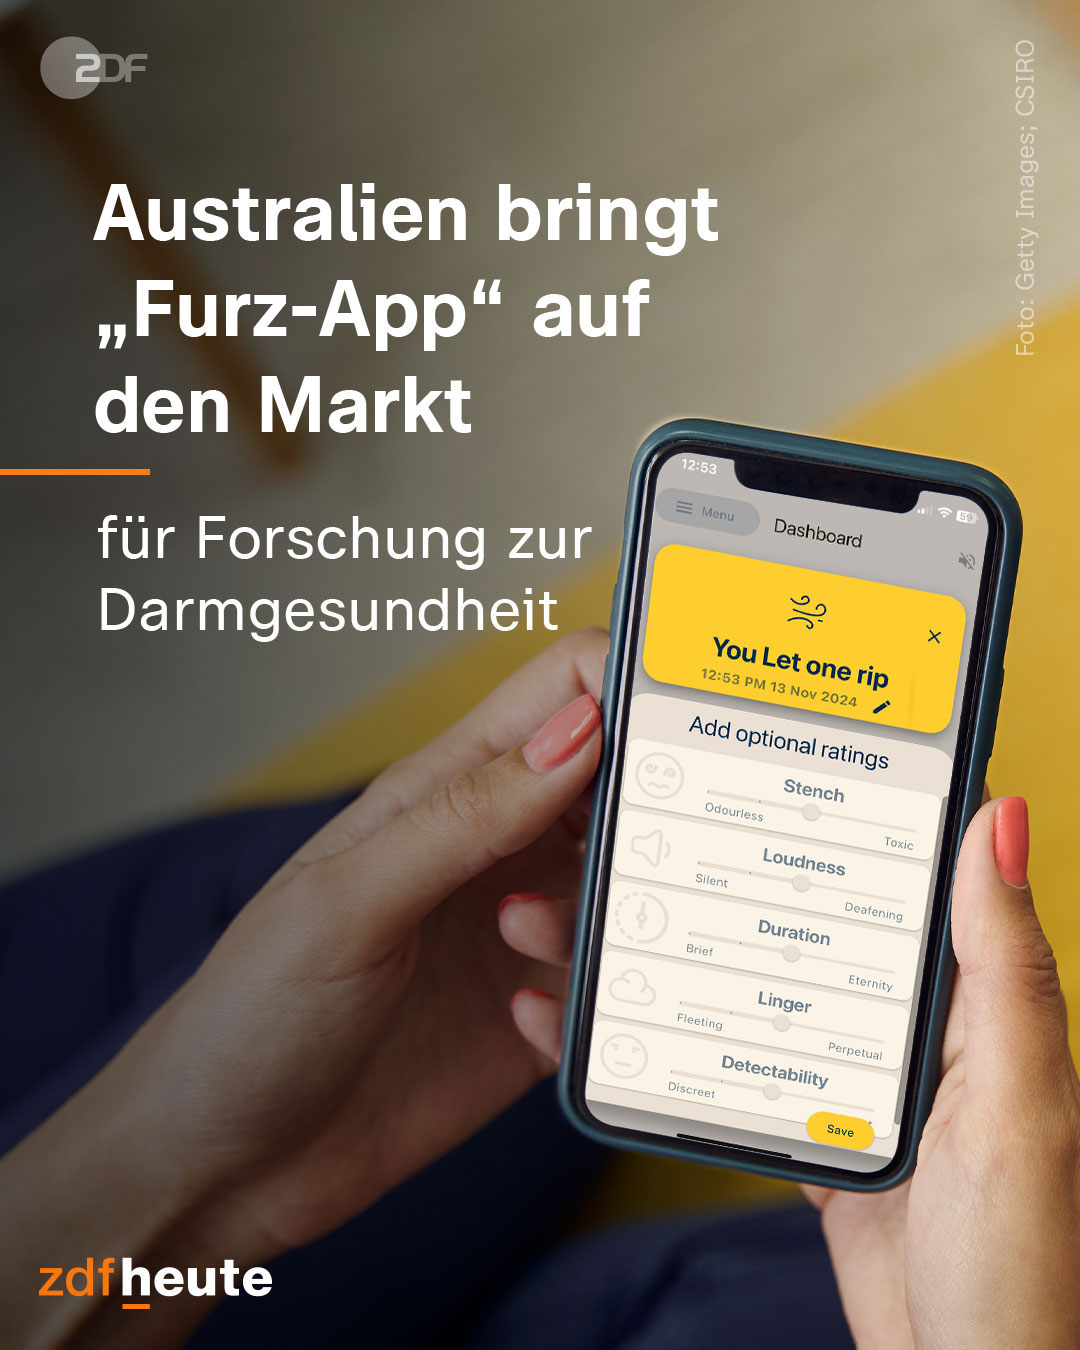 ZDF
Foto: Getty Images; CSIRO
Australien bringt
„Furz-App“ auf
den Markt
für Forschung zur
Darmgesundheit
12:53
59
Menu
Dashboard
You Let one rip
12:53 PM 13 Nov 2024
Add optional ratings
Stench
Odourless
Toxic
Loudness
Silent
Deafening
Duration
Brief
Eternity
Linger
Fleeting
Perpetual
Detectability
Discreet
Save
zdfheute